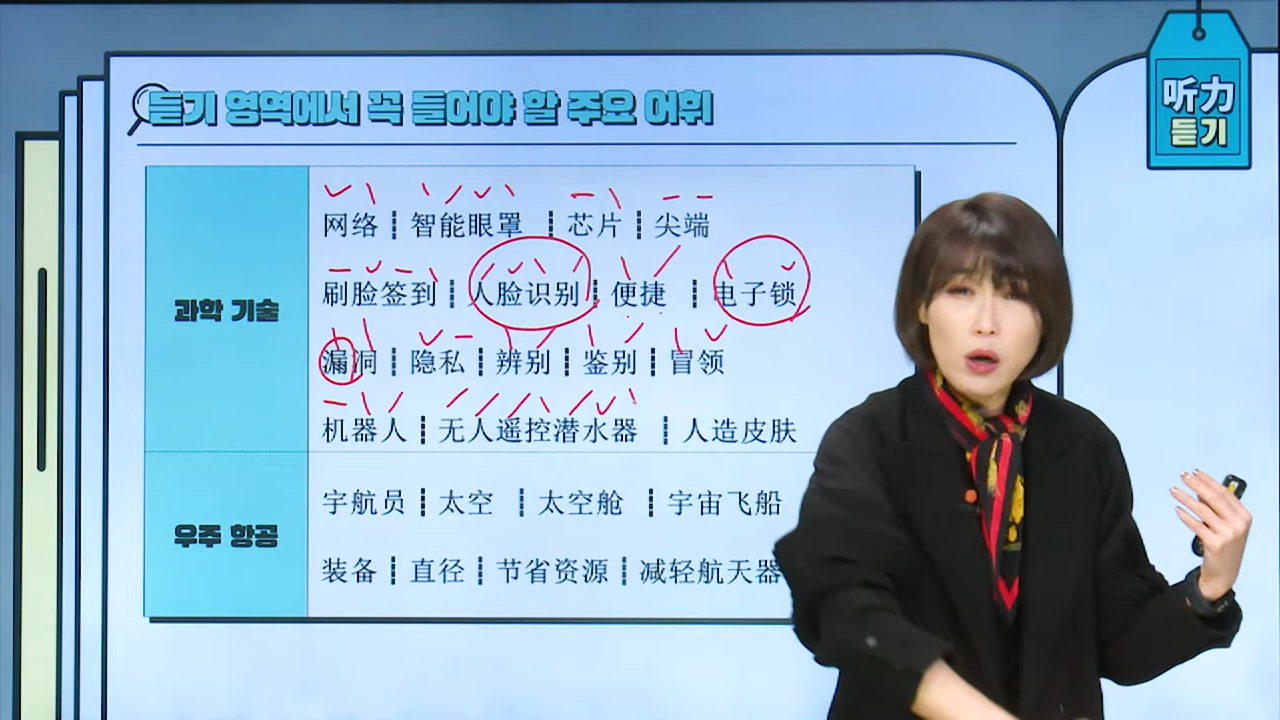 듣기 영역에서 꼭 들어야 할 주요 어휘
听力
듣기
과학 기술
网络 ┇ 智能眼罩 ┇ 芯片 ┇ 尖端
刷脸签到 ┇ 人脸识别 ┇ 便捷 ┇ 电子锁
漏洞 ┇ 隐私 ┇ 辨别 ┇ 鉴别 ┇ 冒领
机器人 ┇ 无人遥控潜水器 ┇ 人造皮肤
우주 항공
宇航员 ┇ 太空 ┇ 太空舱 ┇ 宇宙飞船
装备 ┇ 直径 ┇ 节省资源 ┇ 减轻航天器